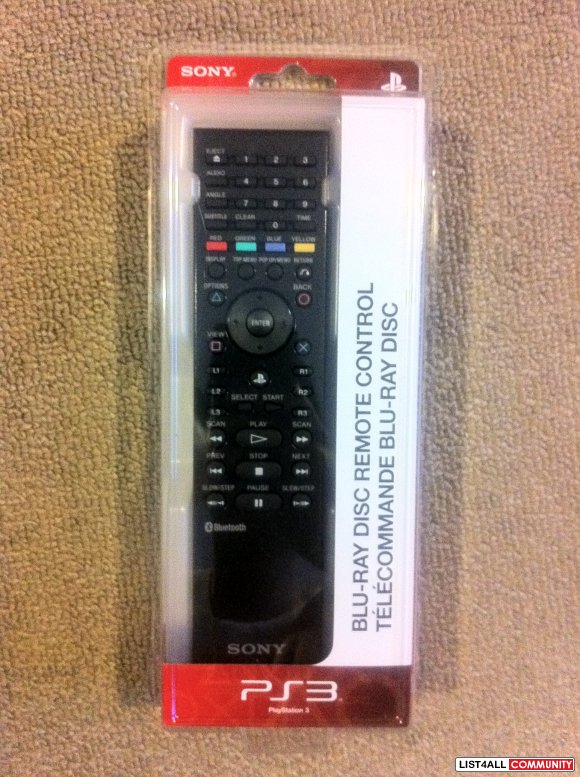 SONY
EJECT
1 2 3
AUDIO
4 5 6
ANGLE
7 8 9
SUBTITLE CLEAR TIME
0
RED GREEN BLUE YELLOW
DISPLAY TOP MENU POP UP/MENU RETURN
OPTIONS BACK
ENTER
VIEW
L1 R1
L2 R2
SELECT START
L3 R3
SCAN PLAY SCAN
PREV STOP NEXT
SLOW/STEP PAUSE SLOW/STEP
Bluetooth
SONY
BLU-RAY DISC REMOTE CONTROL
TÉLÉCOMMANDE BLU-RAY DISC
PS3
PlayStation 3
LIST4ALL COMMUNITY